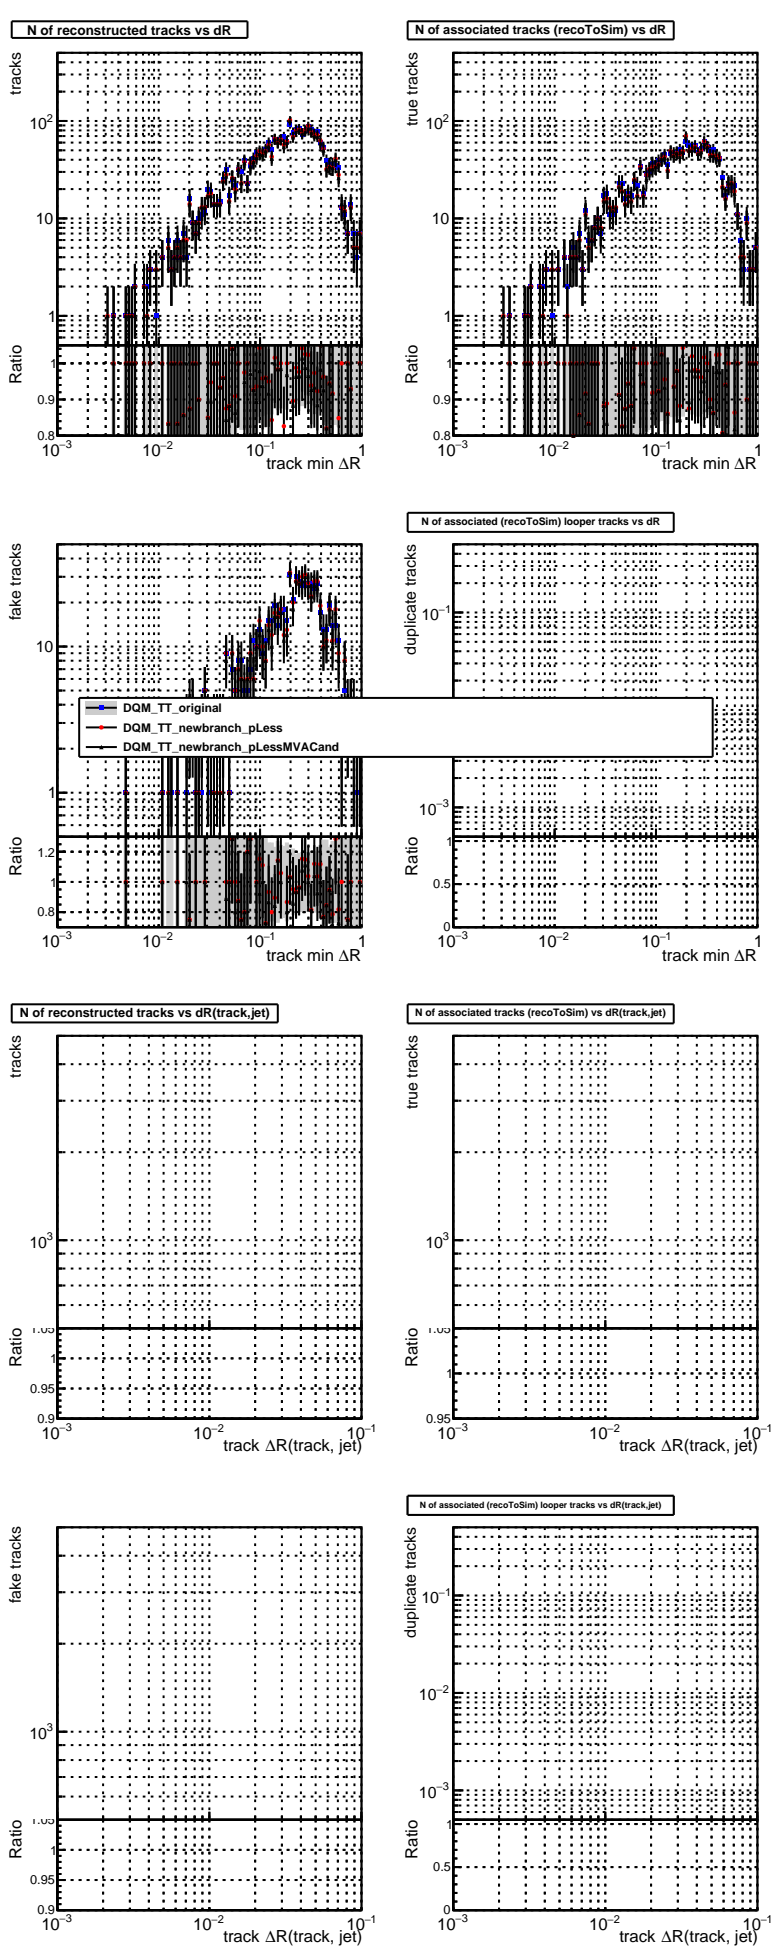 N of reconstructed tracks vs dR
tracks
10²
10
1
Ratio
1
0.9
0.8
10⁻³ 10⁻² 10⁻¹ 1
track min ΔR
N of associated tracks (recoToSim) vs dR
true tracks
10²
10
1
Ratio
1
0.9
0.8
10⁻³ 10⁻² 10⁻¹ 1
track min ΔR
fake tracks
10
1
Ratio
1.2
1
0.8
10⁻³ 10⁻² 10⁻¹ 1
track min ΔR
N of associated (recoToSim) looper tracks vs dR
duplicate tracks
10⁻¹
10⁻³
Ratio
1
0.5
0
10⁻³ 10⁻² 10⁻¹ 1
track min ΔR
DQM_TT_original
DQM_TT_newbranch_pLess
DQM_TT_newbranch_pLessMVACand
N of reconstructed tracks vs dR(track,jet)
tracks
10³
Ratio
1.05
1
0.95
0.9
10⁻³ 10⁻² 10⁻¹
track ΔR(track, jet)
N of associated tracks (recoToSim) vs dR(track,jet)
true tracks
10³
Ratio
1.05
1
0.95
10⁻³ 10⁻² 10⁻¹
track ΔR(track, jet)
fake tracks
10³
Ratio
1.05
1
0.95
0.9
10⁻³ 10⁻² 10⁻¹
track ΔR(track, jet)
N of associated (recoToSim) looper tracks vs dR(track,jet)
duplicate tracks
10⁻¹
10⁻²
10⁻³
Ratio
1
0.5
0
10⁻³ 10⁻² 10⁻¹
track ΔR(track, jet)